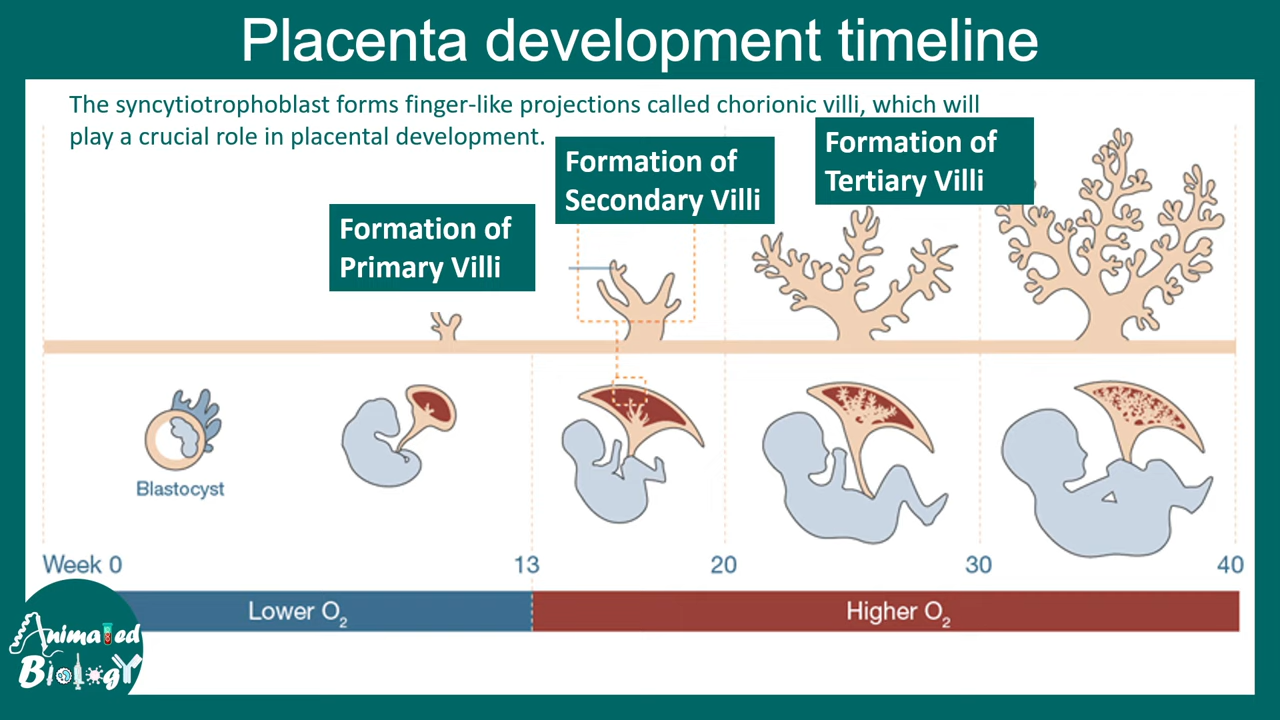 Placenta development timeline
The syncytiotrophoblast forms finger-like projections called chorionic villi, which will
play a crucial role in placental development.
Formation of
Primary Villi
Formation of
Secondary Villi
Formation of
Tertiary Villi
Blastocyst
Week 0
13
20
30
40
Lower O₂
Higher O₂
Animated
Biology